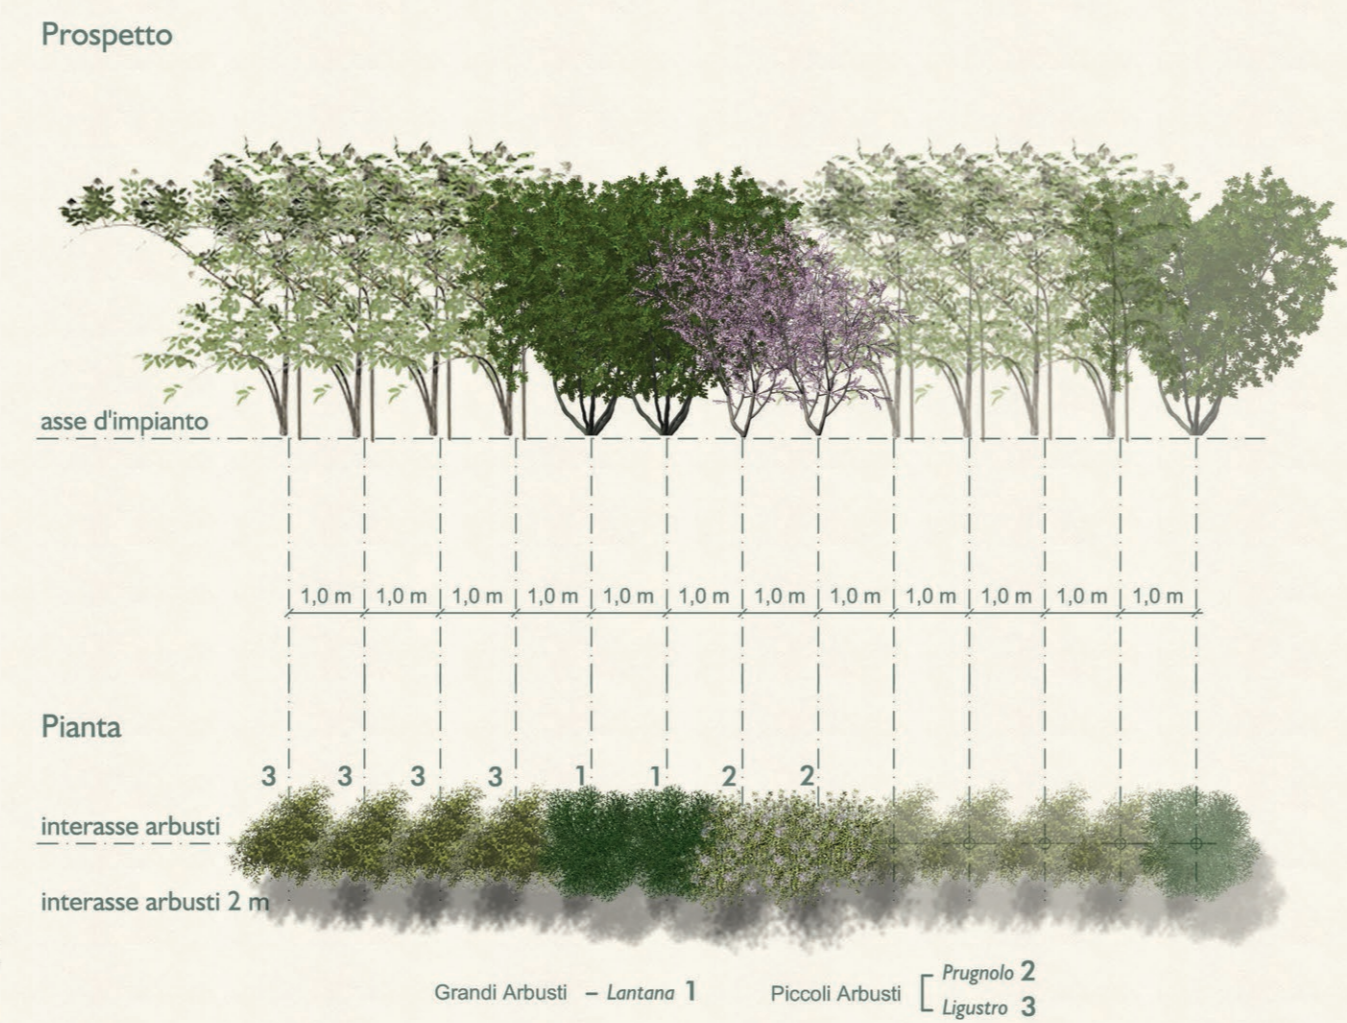 Prospetto
asse d'impianto
1,0 m 1,0 m 1,0 m 1,0 m 1,0 m 1,0 m 1,0 m 1,0 m 1,0 m 1,0 m 1,0 m 1,0 m
Pianta
3 3 3 3 1 1 2 2
interasse arbusti
interasse arbusti 2 m
Grandi Arbusti – Lantana 1 Piccoli Arbusti Prugnolo 2
Ligustro 3